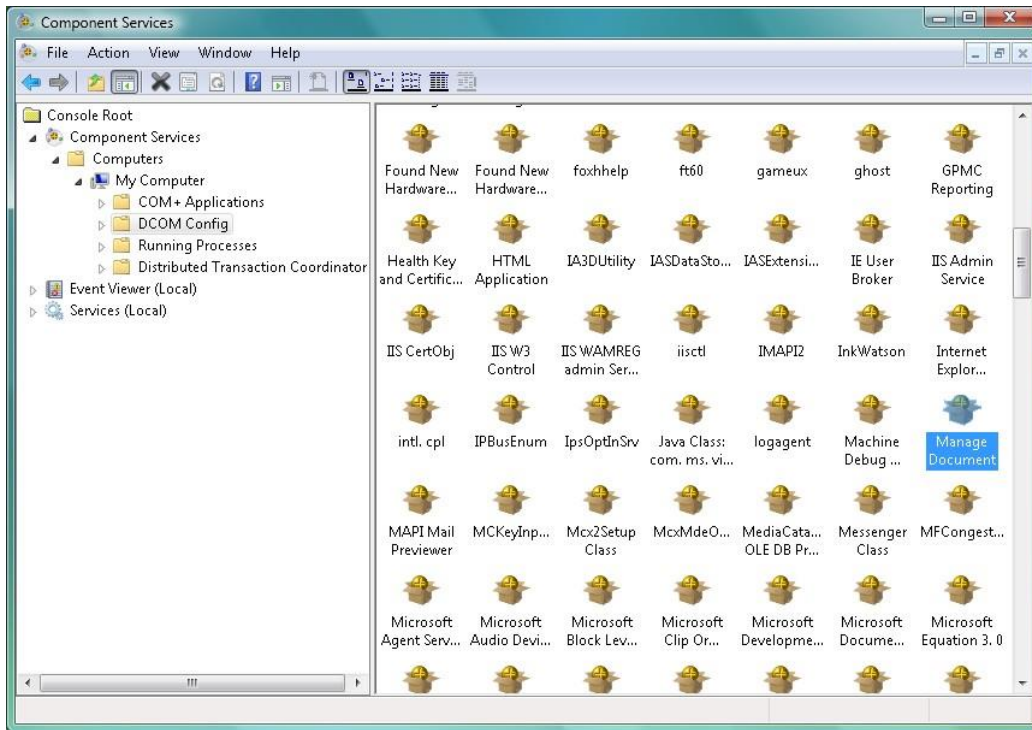 Component Services
File Action View Window Help
Console Root
Component Services
Computers
My Computer
COM+ Applications
DCOM Config
Running Processes
Distributed Transaction Coordinator
Event Viewer (Local)
Services (Local)
Found New Found New foxhhelp ft60 gameux ghost GPMC
Hardware... Hardware... Reporting
Health Key HTML IA3DUtility IASDataSto... IASExtensi... IE User IIS Admin
and Certific... Application Broker Service
IIS CertObj IIS W3 IIS WAMREG iisctl IMAPI2 InkWatson Internet
Control admin Ser... Explor...
intl. cpl IPBusEnum IpsOptInSrv Java Class: logagent Machine Manage
com. ms. vi... Debug ... Document
MAPI Mail MCKeyInp... Mcx2Setup McxMdeO... MediaCata... Messenger MFCongest...
Previewer Class OLE DB Pr... Class
Microsoft Microsoft Microsoft Microsoft Microsoft Microsoft Microsoft
Agent Serv... Audio Devi... Block Lev... Clip Or... Developme... Docume... Equation 3. 0